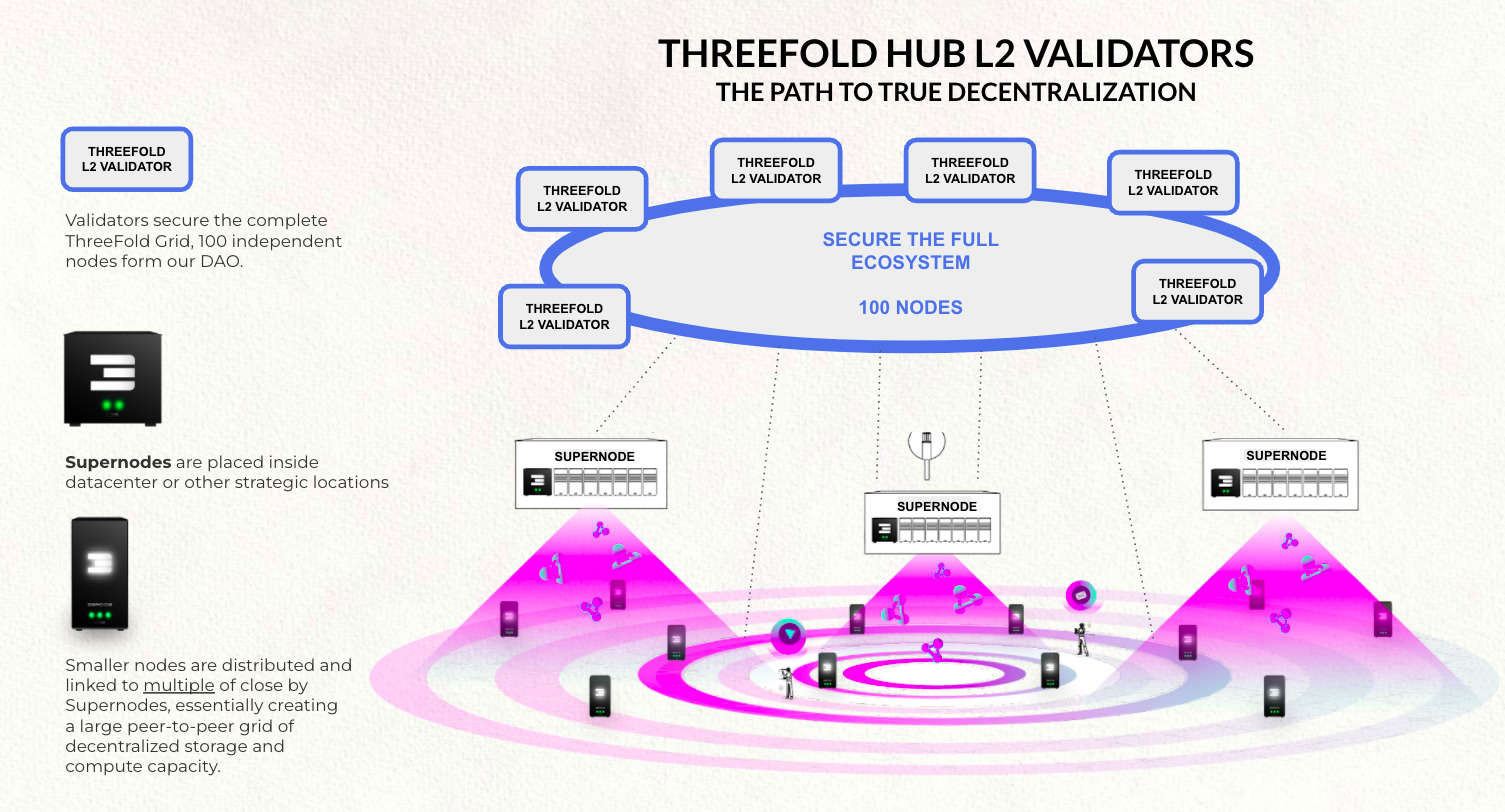 THREEFOLD HUB L2 VALIDATORS
THE PATH TO TRUE DECENTRALIZATION
THREEFOLD
L2 VALIDATOR
Validators secure the complete
ThreeFold Grid, 100 independent
nodes form our DAO.
Supernodes are placed inside
datacenter or other strategic locations
Smaller nodes are distributed and
linked to multiple of close by
Supernodes, essentially creating
a large peer-to-peer grid of
decentralized storage and
compute capacity.
THREEFOLD
L2 VALIDATOR
THREEFOLD
L2 VALIDATOR
THREEFOLD
L2 VALIDATOR
THREEFOLD
L2 VALIDATOR
THREEFOLD
L2 VALIDATOR
THREEFOLD
L2 VALIDATOR
SECURE THE FULL
ECOSYSTEM
100 NODES
SUPERNODE
SUPERNODE
SUPERNODE